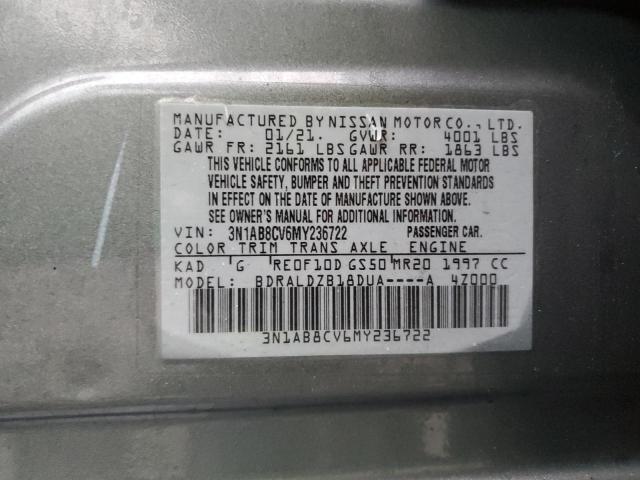 MANUFACTURED BY NISSAN MOTOR CO., LTD.
DATE: 01/21. GVWR: 4001 LBS
GAWR FR: 2161 LBS GAWR RR: 1863 LBS
THIS VEHICLE CONFORMS TO ALL APPLICABLE FEDERAL MOTOR
VEHICLE SAFETY, BUMPER AND THEFT PREVENTION STANDARDS
IN EFFECT ON THE DATE OF MANUFACTURE SHOWN ABOVE.
SEE OWNER'S MANUAL FOR ADDITIONAL INFORMATION.
VIN: 3N1AB8CV6MY236722 PASSENGER CAR.
COLOR TRIM TRANS AXLE ENGINE
KAD G RE0F10D GS50 MR20 1997 CC
MODEL: BDRALDZB18DUA----A 4Z000
3N1AB8CV6MY236722